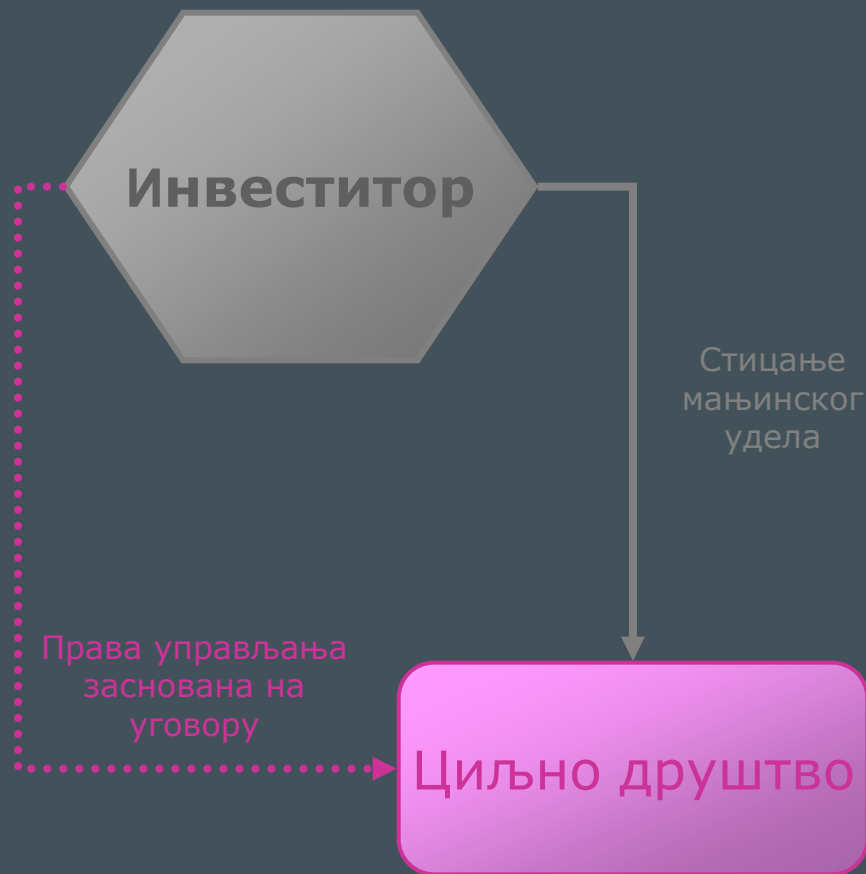 Инвеститор
Стицање
мањинског
удела
Права управљања
заснована на
уговору
Циљно друштво